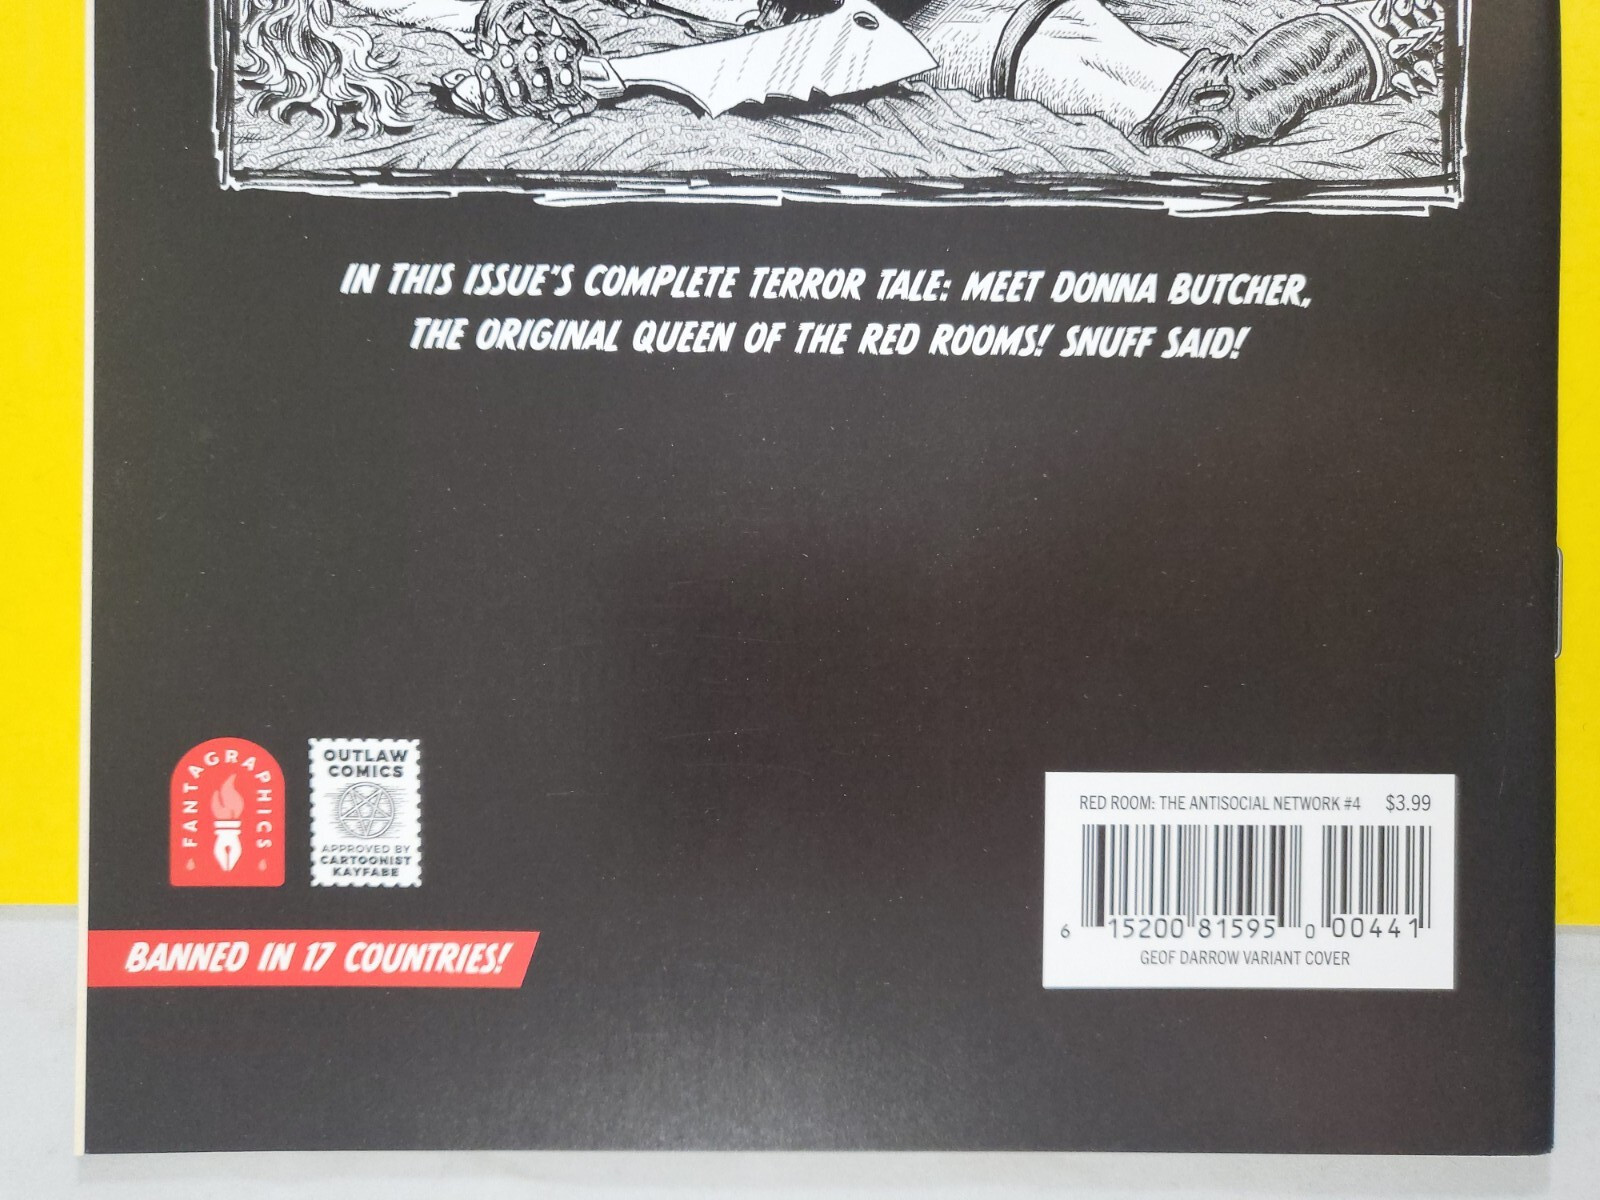 IN THIS ISSUE'S COMPLETE TERROR TALE: MEET DONNA BUTCHER,
THE ORIGINAL QUEEN OF THE RED ROOMS! SNUFF SAID!
FANTAGRAPHICS
OUTLAW
COMICS
APPROVED BY
CARTOONIST
KAYFABE
BANNED IN 17 COUNTRIES!
RED ROOM: THE ANTISOCIAL NETWORK #4 $3.99
6 15200 81595 0 00441
GEOF DARROW VARIANT COVER